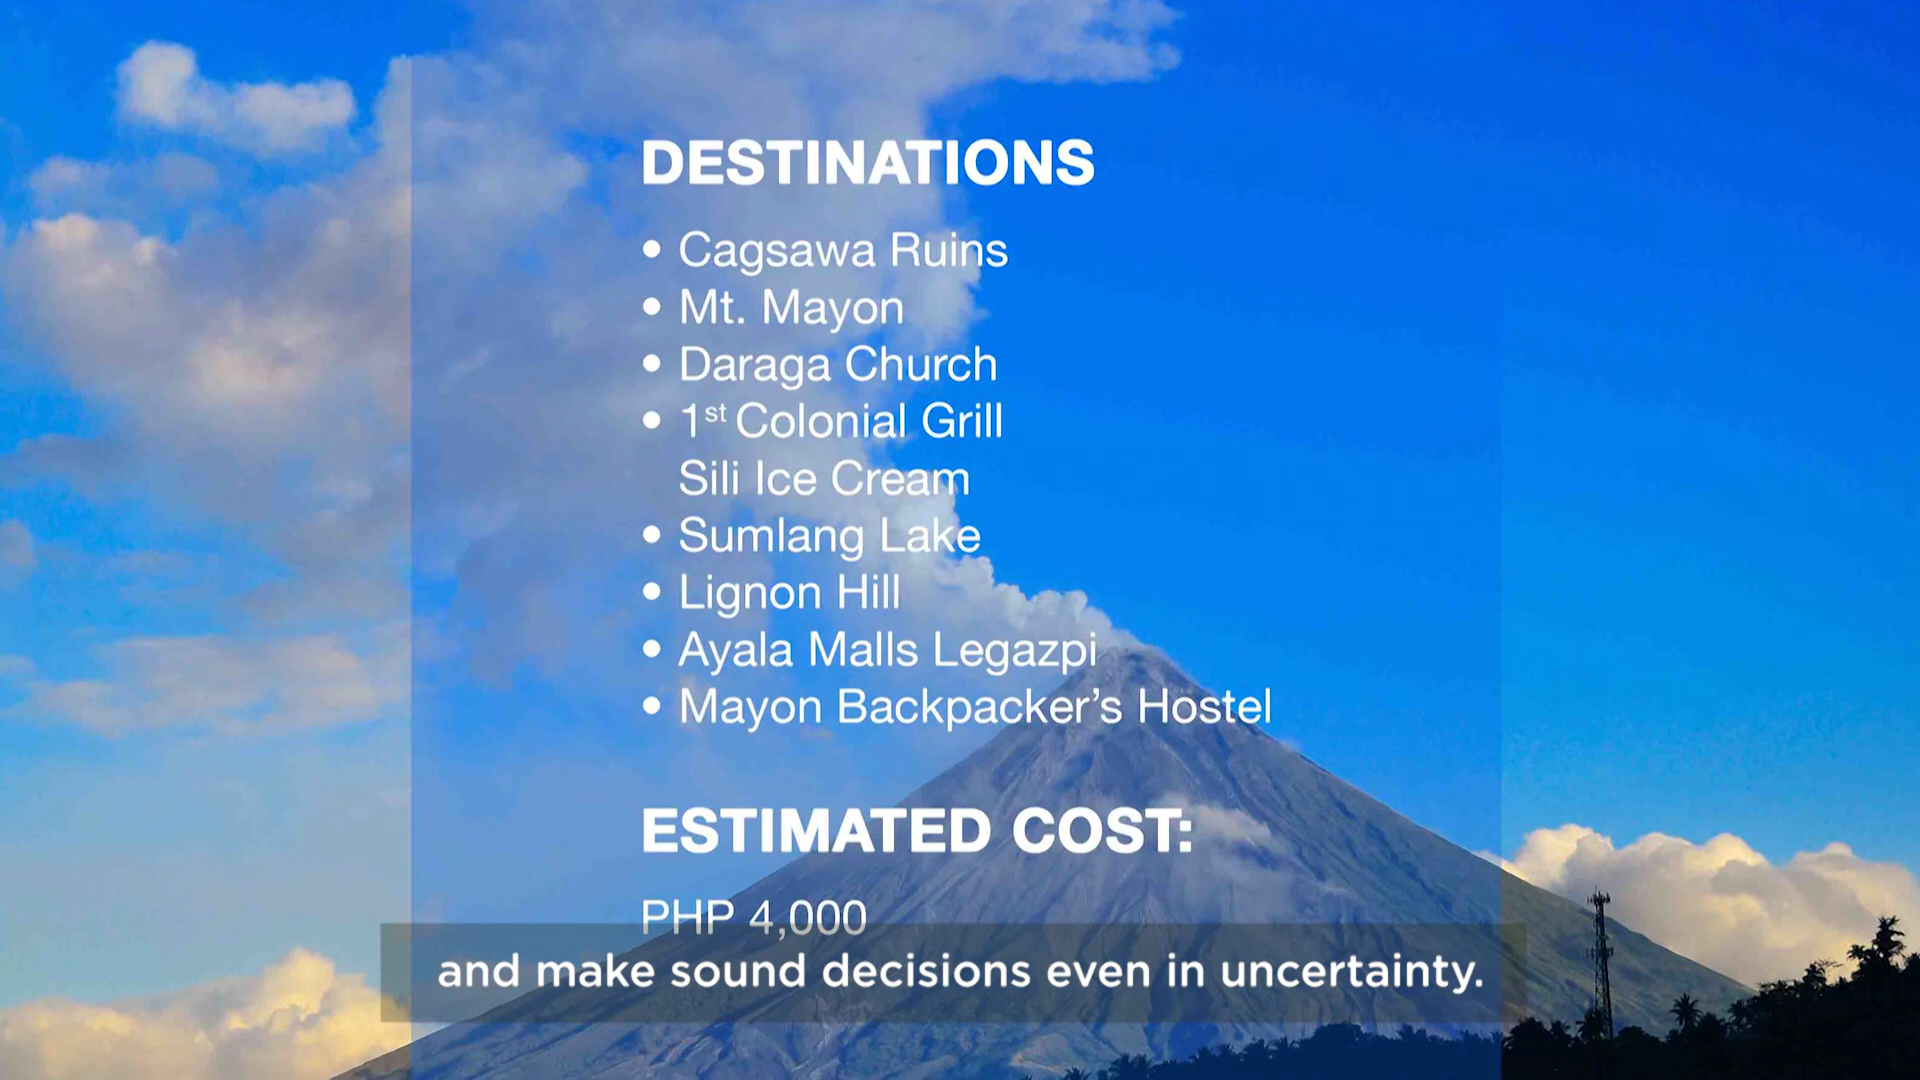 DESTINATIONS
• Cagsawa Ruins
• Mt. Mayon
• Daraga Church
• 1st Colonial Grill
Sili Ice Cream
• Sumlang Lake
• Lignon Hill
• Ayala Malls Legazpi
• Mayon Backpacker’s Hostel
ESTIMATED COST:
PHP 4,000
and make sound decisions even in uncertainty.